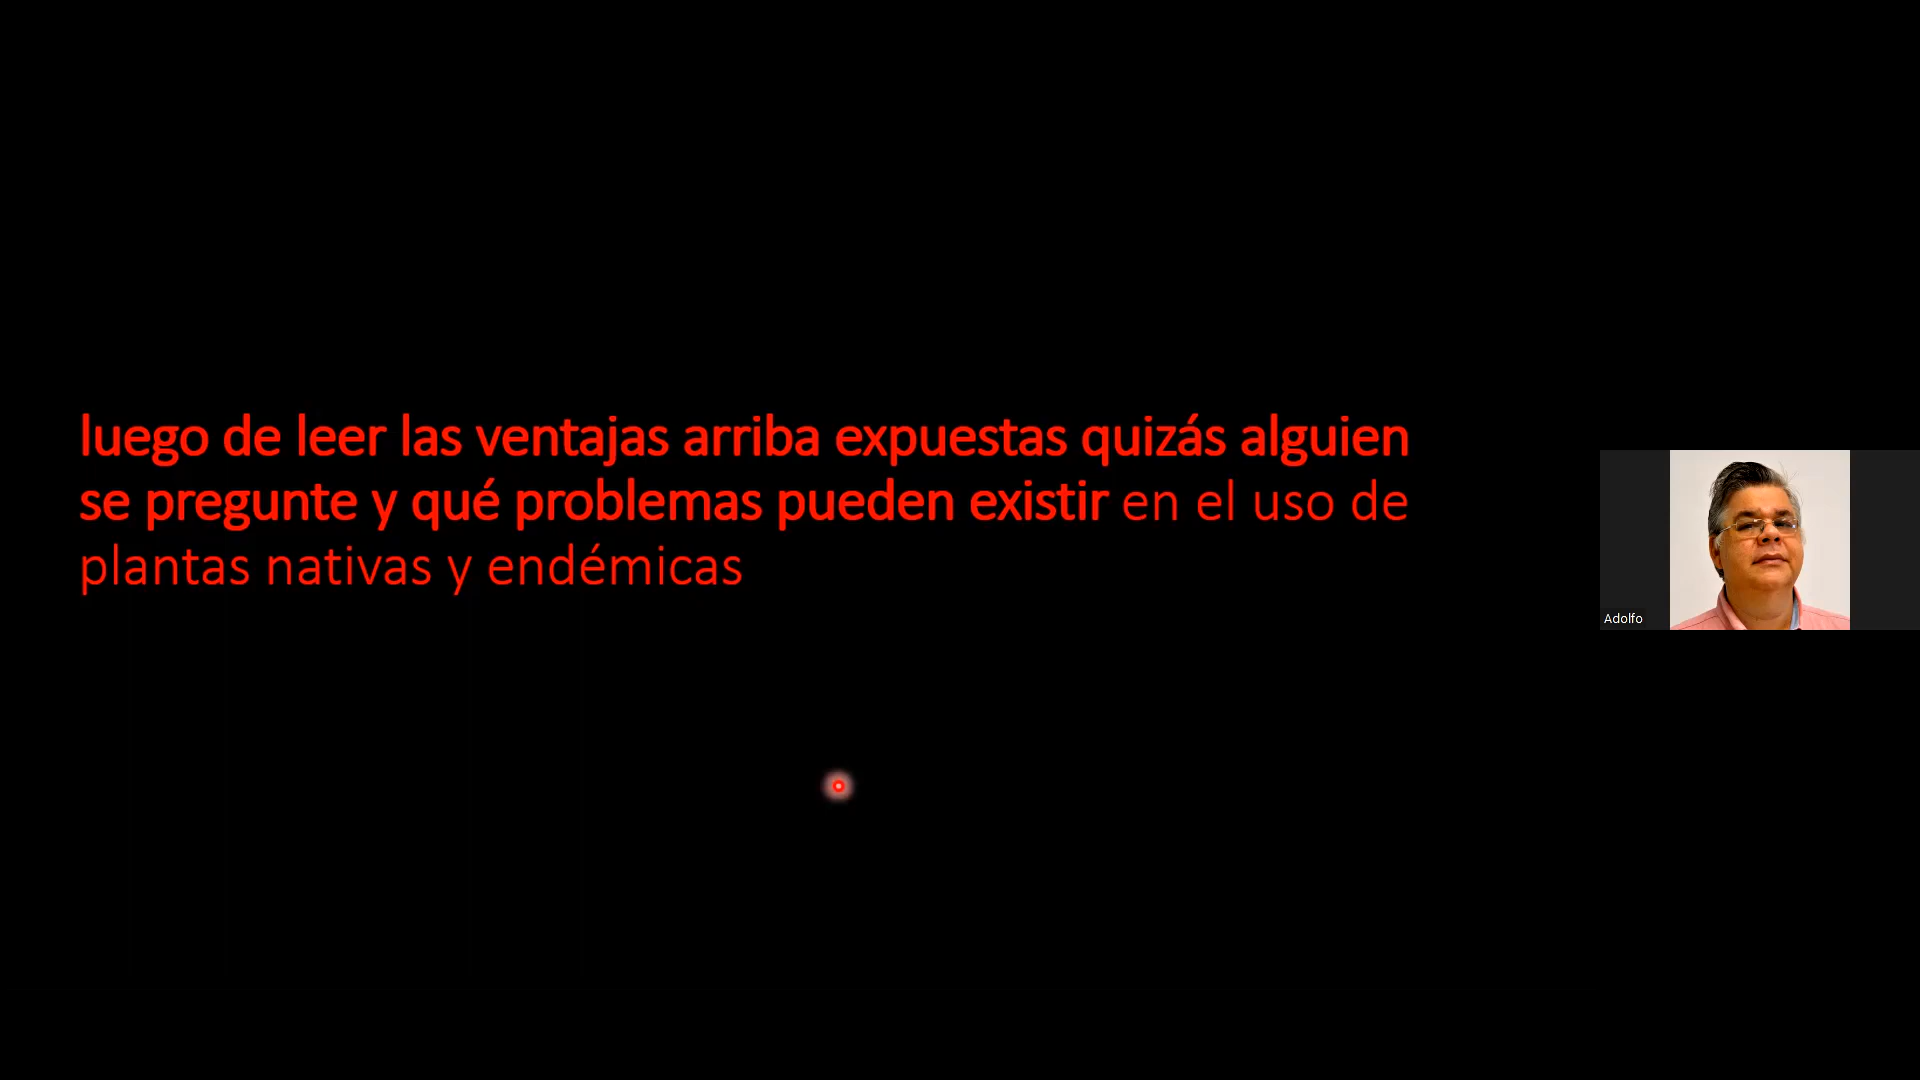 luego de leer las ventajas arriba expuestas quizás alguien
se pregunte y qué problemas pueden existir en el uso de
plantas nativas y endémicas
Adolfo